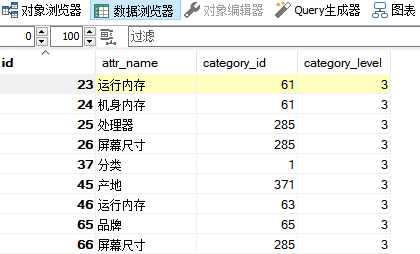 对象浏览器 数据浏览器 对象编辑器 Query生成器 图表
0 100 过滤
id attr_name category_id category_level
23 运行内存 61 3
24 机身内存 61 3
25 处理器 285 3
26 屏幕尺寸 285 3
37 分类 1 3
45 产地 371 3
46 运行内存 63 3
65 品牌 65 3
66 屏幕尺寸 285 3